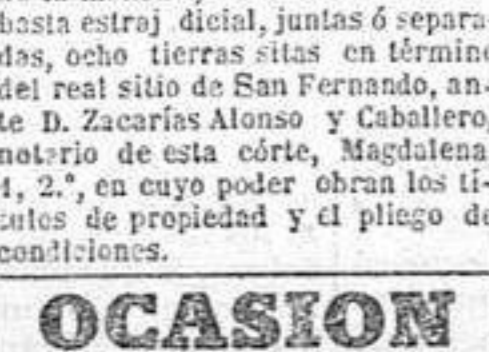 basta estraj dicial, juntas ó separa-
das, ocho tierras sitas en término
del real sitio de San Fernando, an-
te D. Zacarías Alonso y Caballero,
notario de esta córte, Magdalena
1, 2.°, en cuyo poder obran los tí-
tulos de propiedad y el pliego de
condiciones.
OCASION